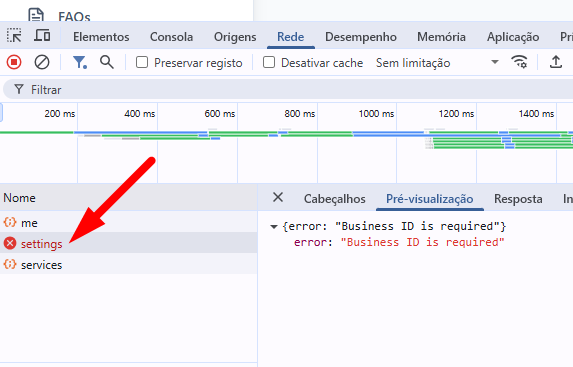 FAQs
Elementos Consola Origens Rede Desempenho Memória Aplicação Pri
Preservar registo Desativar cache Sem limitação
Filtrar
200 ms 400 ms 600 ms 800 ms 1000 ms 1200 ms 1400 ms
Nome
Cabeçalhos Pré-visualização Resposta In
me
settings
services
{error: "Business ID is required"}
error: "Business ID is required"